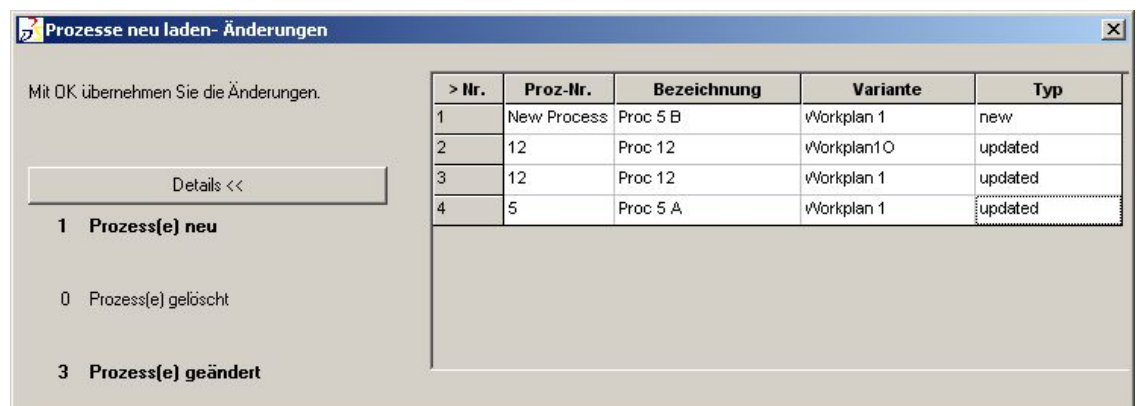 Prozesse neu laden- Änderungen
Mit OK übernehmen Sie die Änderungen.
Details <<
1 Prozess(e) neu
0 Prozess(e) gelöscht
3 Prozess(e) geändert
> Nr. Proz-Nr. Bezeichnung Variante Typ
1 New Process Proc 5 B Workplan 1 new
2 12 Proc 12 Workplan1O updated
3 12 Proc 12 Workplan 1 updated
4 5 Proc 5 A Workplan 1 updated